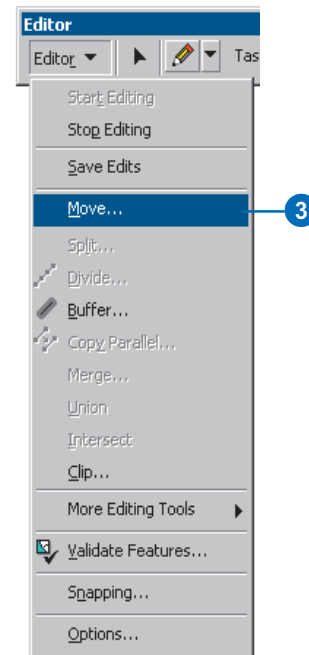 Editor
Editor Tas
Start Editing
Stop Editing
Save Edits
Move...
3
Split...
Divide...
Buffer...
Copy Parallel...
Merge...
Union
Intersect
Clip...
More Editing Tools
Validate Features...
Snapping...
Options...